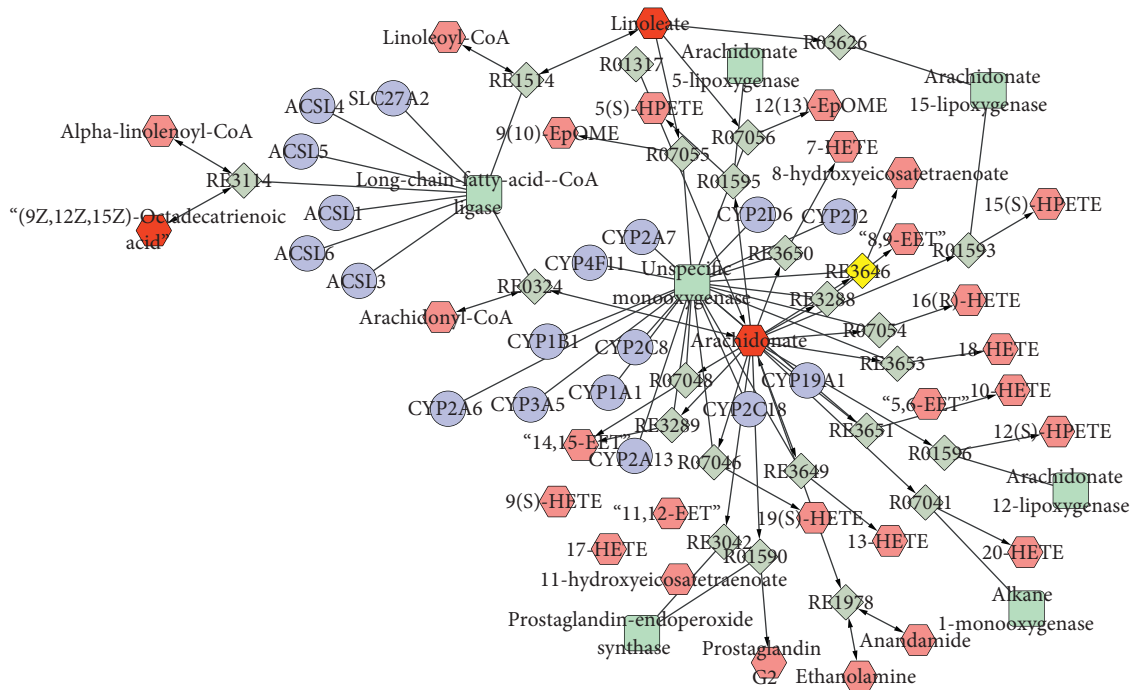 Linoleate
Linoleoyl-CoA
R03626
Arachidonate
5-lipoxygenase
R01317
RE1514
Arachidonate
15-lipoxygenase
SLC27A2
ACSL4
5(S)-HPETE
12(13)-EpOME
Alpha-linolenoyl-CoA
9(10)-EpOME
R07056
7-HETE
ACSL5
R07055
8-hydroxyeicosatetraenoate
RE3114
Long-chain-fatty-acid--CoA
ligase
R01595
"(9Z,12Z,15Z)-Octadecatrienoic
acid"
ACSL1
CYP2D6
CYP2J2
15(S)-HPETE
CYP2A7
"8,9-EET"
ACSL6
RE3650
R01593
CYP4F11
Unspecific
monooxygenase
RE3646
ACSL3
RE0324
RE3288
16(R)-HETE
Arachidonyl-CoA
R07054
CYP1B1
CYP2C8
Arachidonate
18-HETE
RE3653
R07048
CYP19A1
CYP1A1
10-HETE
CYP2A6
CYP3A5
CYP2C18
"5,6-EET"
RE3289
RE3651
12(S)-HPETE
"14,15-EET"
R01596
CYP2A13
R07046
RE3649
Arachidonate
12-lipoxygenase
9(S)-HETE
R07041
"11,12-EET"
19(S)-HETE
RE3042
13-HETE
17-HETE
R01590
20-HETE
11-hydroxyeicosatetraenoate
RE1978
Alkane
1-monooxygenase
Prostaglandin-endoperoxide
synthase
Anandamide
Prostaglandin
G2
Ethanolamine